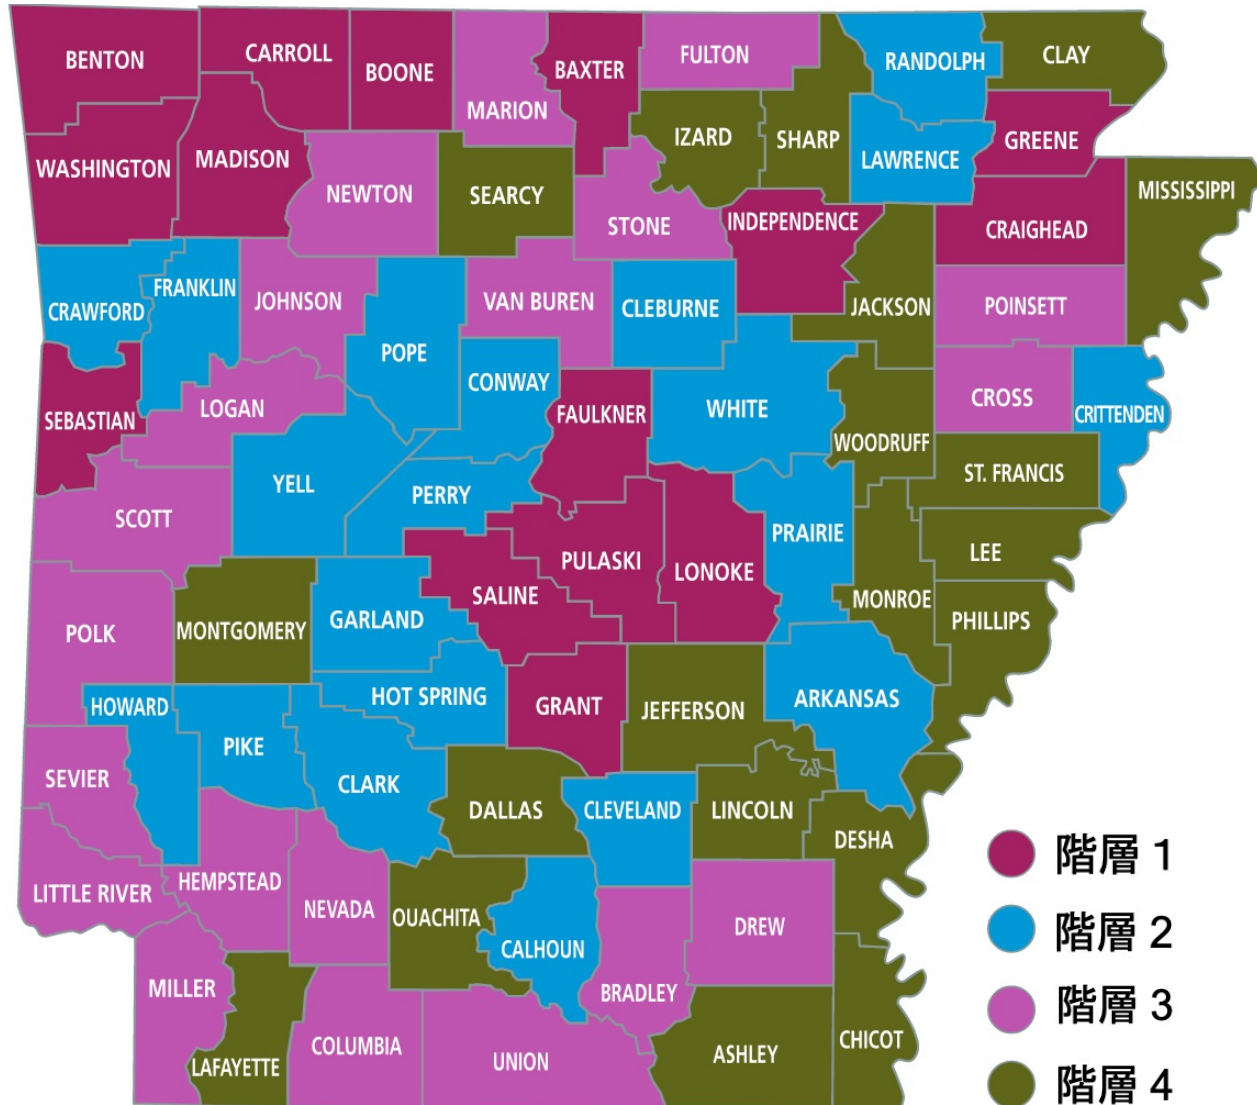 BENTON
CARROLL
BOONE
MARION
BAXTER
FULTON
RANDOLPH
CLAY
WASHINGTON
MADISON
NEWTON
SEARCY
IZARD
SHARP
LAWRENCE
GREENE
MISSISSIPPI
STONE
INDEPENDENCE
CRAIGHEAD
CRAWFORD
FRANKLIN
JOHNSON
POPE
VAN BUREN
CLEBURNE
JACKSON
POINSETT
SEBASTIAN
LOGAN
CONWAY
FAULKNER
WHITE
WOODRUFF
CROSS
CRITTENDEN
SCOTT
YELL
PERRY
PULASKI
LONOKE
PRAIRIE
ST. FRANCIS
LEE
POLK
MONTGOMERY
GARLAND
SALINE
MONROE
PHILLIPS
HOWARD
PIKE
HOT SPRING
GRANT
JEFFERSON
ARKANSAS
SEVIER
CLARK
DALLAS
CLEVELAND
LINCOLN
DESHA
LITTLE RIVER
HEMPSTEAD
NEVADA
OUACHITA
CALHOUN
BRADLEY
DREW
MILLER
LAFAYETTE
COLUMBIA
UNION
ASHLEY
CHICOT
階層 1
階層 2
階層 3
階層 4